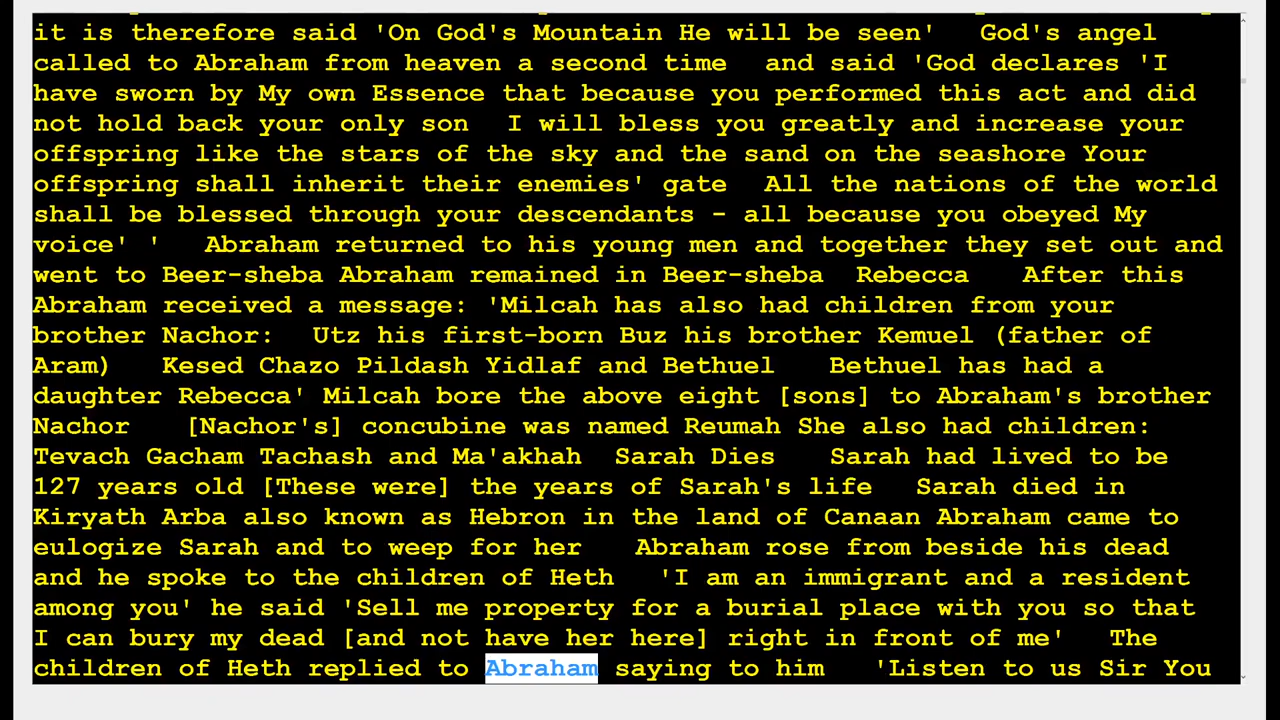 it is therefore said 'On God's Mountain He will be seen' God's angel
called to Abraham from heaven a second time and said 'God declares 'I
have sworn by My own Essence that because you performed this act and did
not hold back your only son I will bless you greatly and increase your
offspring like the stars of the sky and the sand on the seashore Your
offspring shall inherit their enemies' gate All the nations of the world
shall be blessed through your descendants - all because you obeyed My
voice' ' Abraham returned to his young men and together they set out and
went to Beer-sheba Abraham remained in Beer-sheba Rebecca After this
Abraham received a message: 'Milcah has also had children from your
brother Nachor: Utz his first-born Buz his brother Kemuel (father of
Aram) Kesed Chazo Pildash Yidlaf and Bethuel Bethuel has had a
daughter Rebecca' Milcah bore the above eight [sons] to Abraham's brother
Nachor [Nachor's] concubine was named Reumah She also had children:
Tevach Gacham Tachash and Ma'akhah Sarah Dies Sarah had lived to be
127 years old [These were] the years of Sarah's life Sarah died in
Kiryath Arba also known as Hebron in the land of Canaan Abraham came to
eulogize Sarah and to weep for her Abraham rose from beside his dead
and he spoke to the children of Heth 'I am an immigrant and a resident
among you' he said 'Sell me property for a burial place with you so that
I can bury my dead [and not have her here] right in front of me' The
children of Heth replied to Abraham saying to him 'Listen to us Sir You